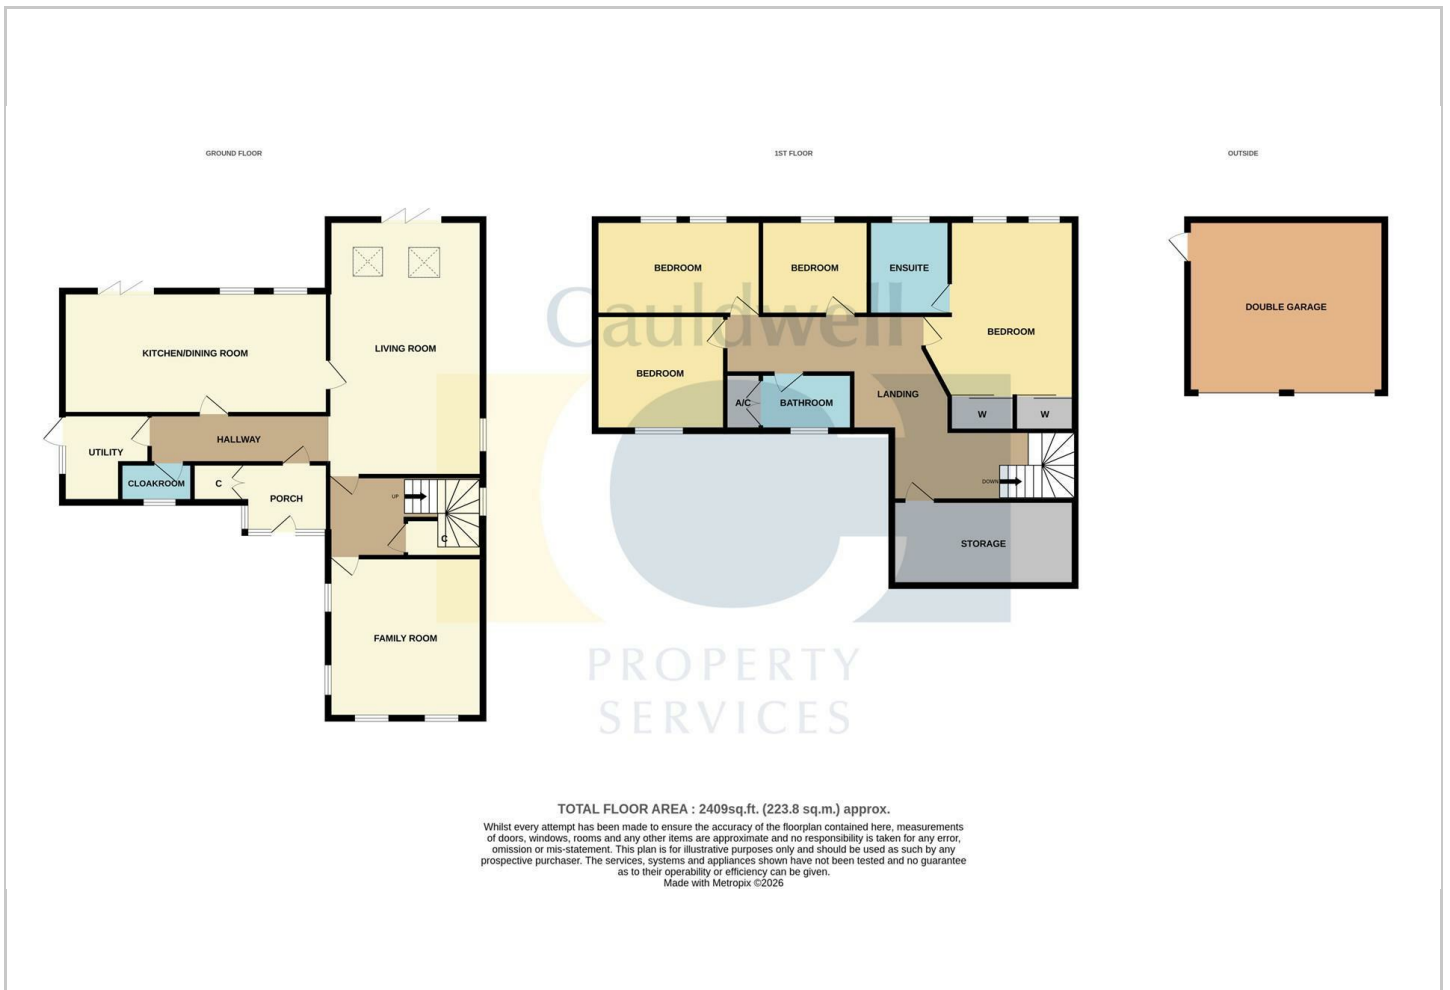 GROUND FLOOR
1ST FLOOR
OUTSIDE
KITCHEN/DINING ROOM
LIVING ROOM
HALLWAY
UTILITY
CLOAKROOM
C
PORCH
UP
C
FAMILY ROOM
BEDROOM
BEDROOM
ENSUITE
BEDROOM
BEDROOM
A/C
BATHROOM
LANDING
W
W
DOWN
STORAGE
DOUBLE GARAGE
Cauldwell
PROPERTY
SERVICES
TOTAL FLOOR AREA : 2409sq.ft. (223.8 sq.m.) approx.
Whilst every attempt has been made to ensure the accuracy of the floorplan contained here, measurements
of doors, windows, rooms and any other items are approximate and no responsibility is taken for any error,
omission or mis-statement. This plan is for illustrative purposes only and should be used as such by any
prospective purchaser. The services, systems and appliances shown have not been tested and no guarantee
as to their operability or efficiency can be given.
Made with Metropix ©2026